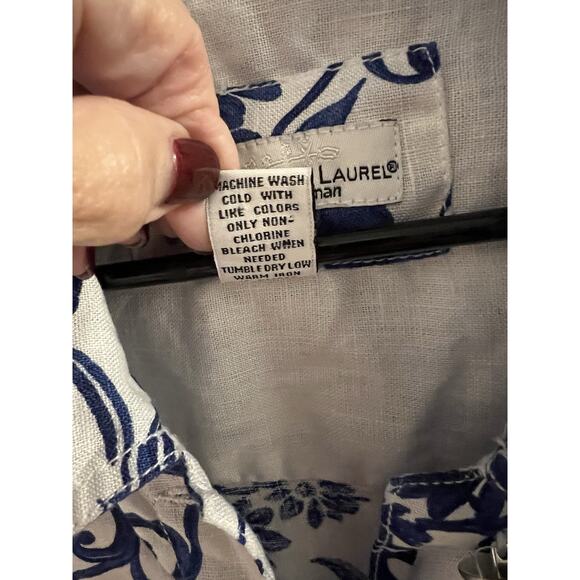 LAUREL®
man
MACHINE WASH
COLD WITH
LIKE COLORS
ONLY NON-
CHLORINE
BLEACH WHEN
NEEDED
TUMBLE DRY LOW
WARM IRON